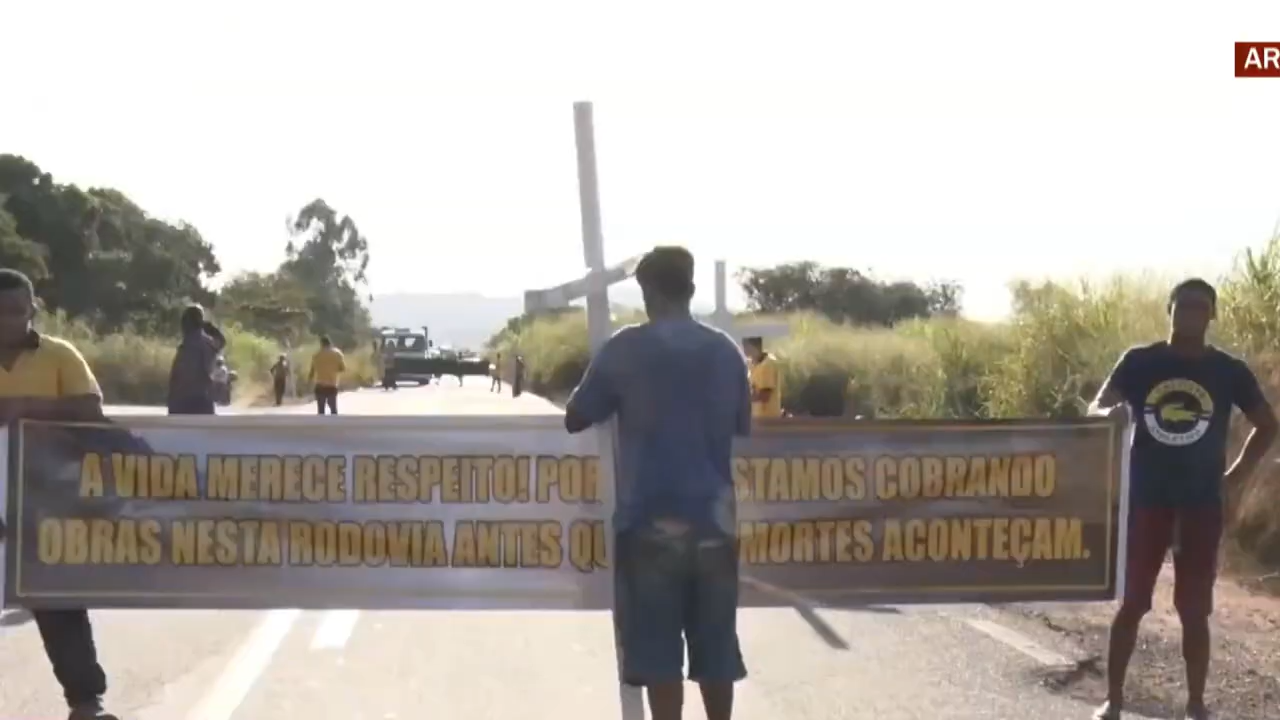 AR
A VIDA MERECE RESPEITO! POR STAMOS COBRANDO
OBRAS NESTA RODOVIA ANTES QU MORTES ACONTEÇAM.